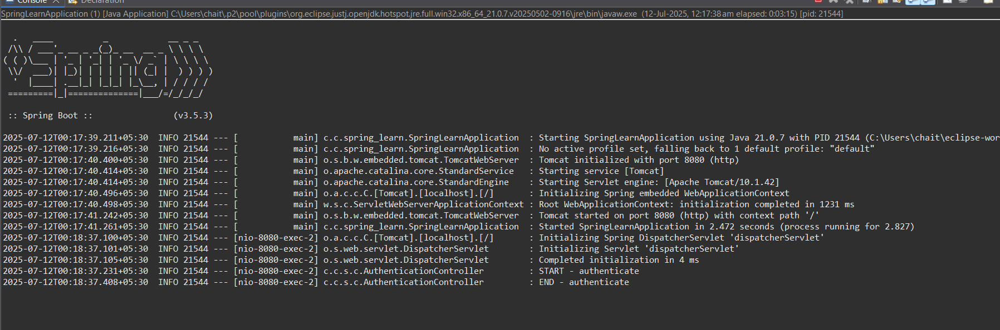 Console Declaration
SpringLearnApplication (1) [Java Application] C:\Users\chait\.p2\pool\plugins\org.eclipse.justj.openjdk.hotspot.jre.full.win32.x86_64_21.0.7.v20250502-0916\jre\bin\javaw.exe (12-Jul-2025, 12:17:38 am elapsed: 0:03:15) [pid: 21544]
  .   ____          _            __ _ _
 /\\ / ___'_ __ _ _(_)_ __  __ _ \ \ \ \
( ( )\___ | '_ | '_| | '_ \/ _` | \ \ \ \
 \\/  ___)| |_)| | | | | || (_| |  ) ) ) )
  '  |____| .__|_| |_|_| |_\__, | / / / /
 =========|_|==============|___/=/_/_/_/
 :: Spring Boot ::                (v3.5.3)
2025-07-12T00:17:39.211+05:30  INFO 21544 --- [           main] c.c.spring_learn.SpringLearnApplication  : Starting SpringLearnApplication using Java 21.0.7 with PID 21544 (C:\Users\chait\eclipse-wor
2025-07-12T00:17:39.216+05:30  INFO 21544 --- [           main] c.c.spring_learn.SpringLearnApplication  : No active profile set, falling back to 1 default profile: "default"
2025-07-12T00:17:40.400+05:30  INFO 21544 --- [           main] o.s.b.w.embedded.tomcat.TomcatWebServer  : Tomcat initialized with port 8080 (http)
2025-07-12T00:17:40.414+05:30  INFO 21544 --- [           main] o.apache.catalina.core.StandardService   : Starting service [Tomcat]
2025-07-12T00:17:40.414+05:30  INFO 21544 --- [           main] o.apache.catalina.core.StandardEngine    : Starting Servlet engine: [Apache Tomcat/10.1.42]
2025-07-12T00:17:40.496+05:30  INFO 21544 --- [           main] o.a.c.c.C.[Tomcat].[localhost].[/]       : Initializing Spring embedded WebApplicationContext
2025-07-12T00:17:40.498+05:30  INFO 21544 --- [           main] w.s.c.ServletWebServerApplicationContext : Root WebApplicationContext: initialization completed in 1231 ms
2025-07-12T00:17:41.242+05:30  INFO 21544 --- [           main] o.s.b.w.embedded.tomcat.TomcatWebServer  : Tomcat started on port 8080 (http) with context path '/'
2025-07-12T00:17:41.261+05:30  INFO 21544 --- [           main] c.c.spring_learn.SpringLearnApplication  : Started SpringLearnApplication in 2.472 seconds (process running for 2.827)
2025-07-12T00:18:37.100+05:30  INFO 21544 --- [nio-8080-exec-2] o.a.c.c.C.[Tomcat].[localhost].[/]       : Initializing Spring DispatcherServlet 'dispatcherServlet'
2025-07-12T00:18:37.101+05:30  INFO 21544 --- [nio-8080-exec-2] o.s.web.servlet.DispatcherServlet        : Initializing Servlet 'dispatcherServlet'
2025-07-12T00:18:37.105+05:30  INFO 21544 --- [nio-8080-exec-2] o.s.web.servlet.DispatcherServlet        : Completed initialization in 4 ms
2025-07-12T00:18:37.231+05:30  INFO 21544 --- [nio-8080-exec-2] c.c.s.c.AuthenticationController         : START - authenticate
2025-07-12T00:18:37.408+05:30  INFO 21544 --- [nio-8080-exec-2] c.c.s.c.AuthenticationController         : END - authenticate